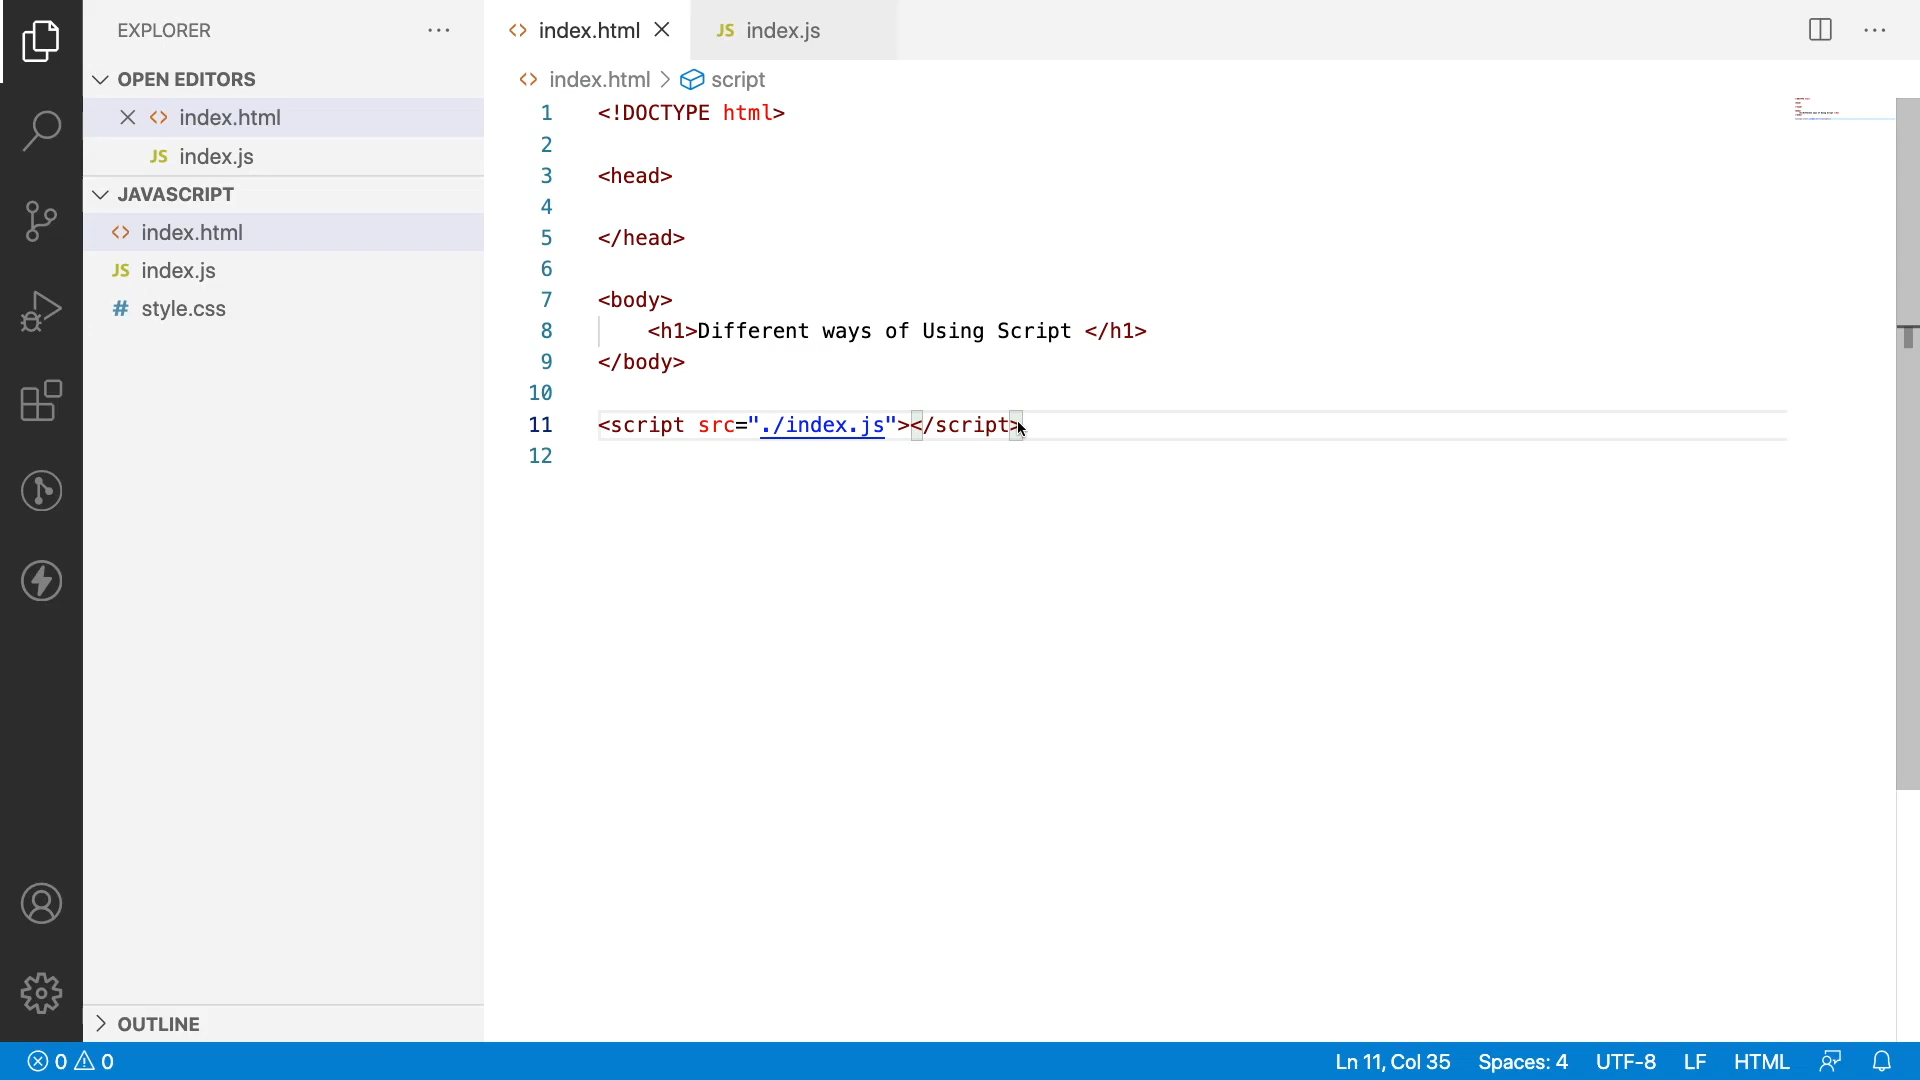 EXPLORER
OPEN EDITORS
index.html
JS index.js
JAVASCRIPT
index.html
JS index.js
# style.css
OUTLINE
index.html
JS index.js
index.html > script
1 <!DOCTYPE html>
2
3 <head>
4
5 </head>
6
7 <body>
8 <h1>Different ways of Using Script </h1>
9 </body>
10
11 <script src="./index.js"></script>
12
0 0
Ln 11, Col 35 Spaces: 4 UTF-8 LF HTML